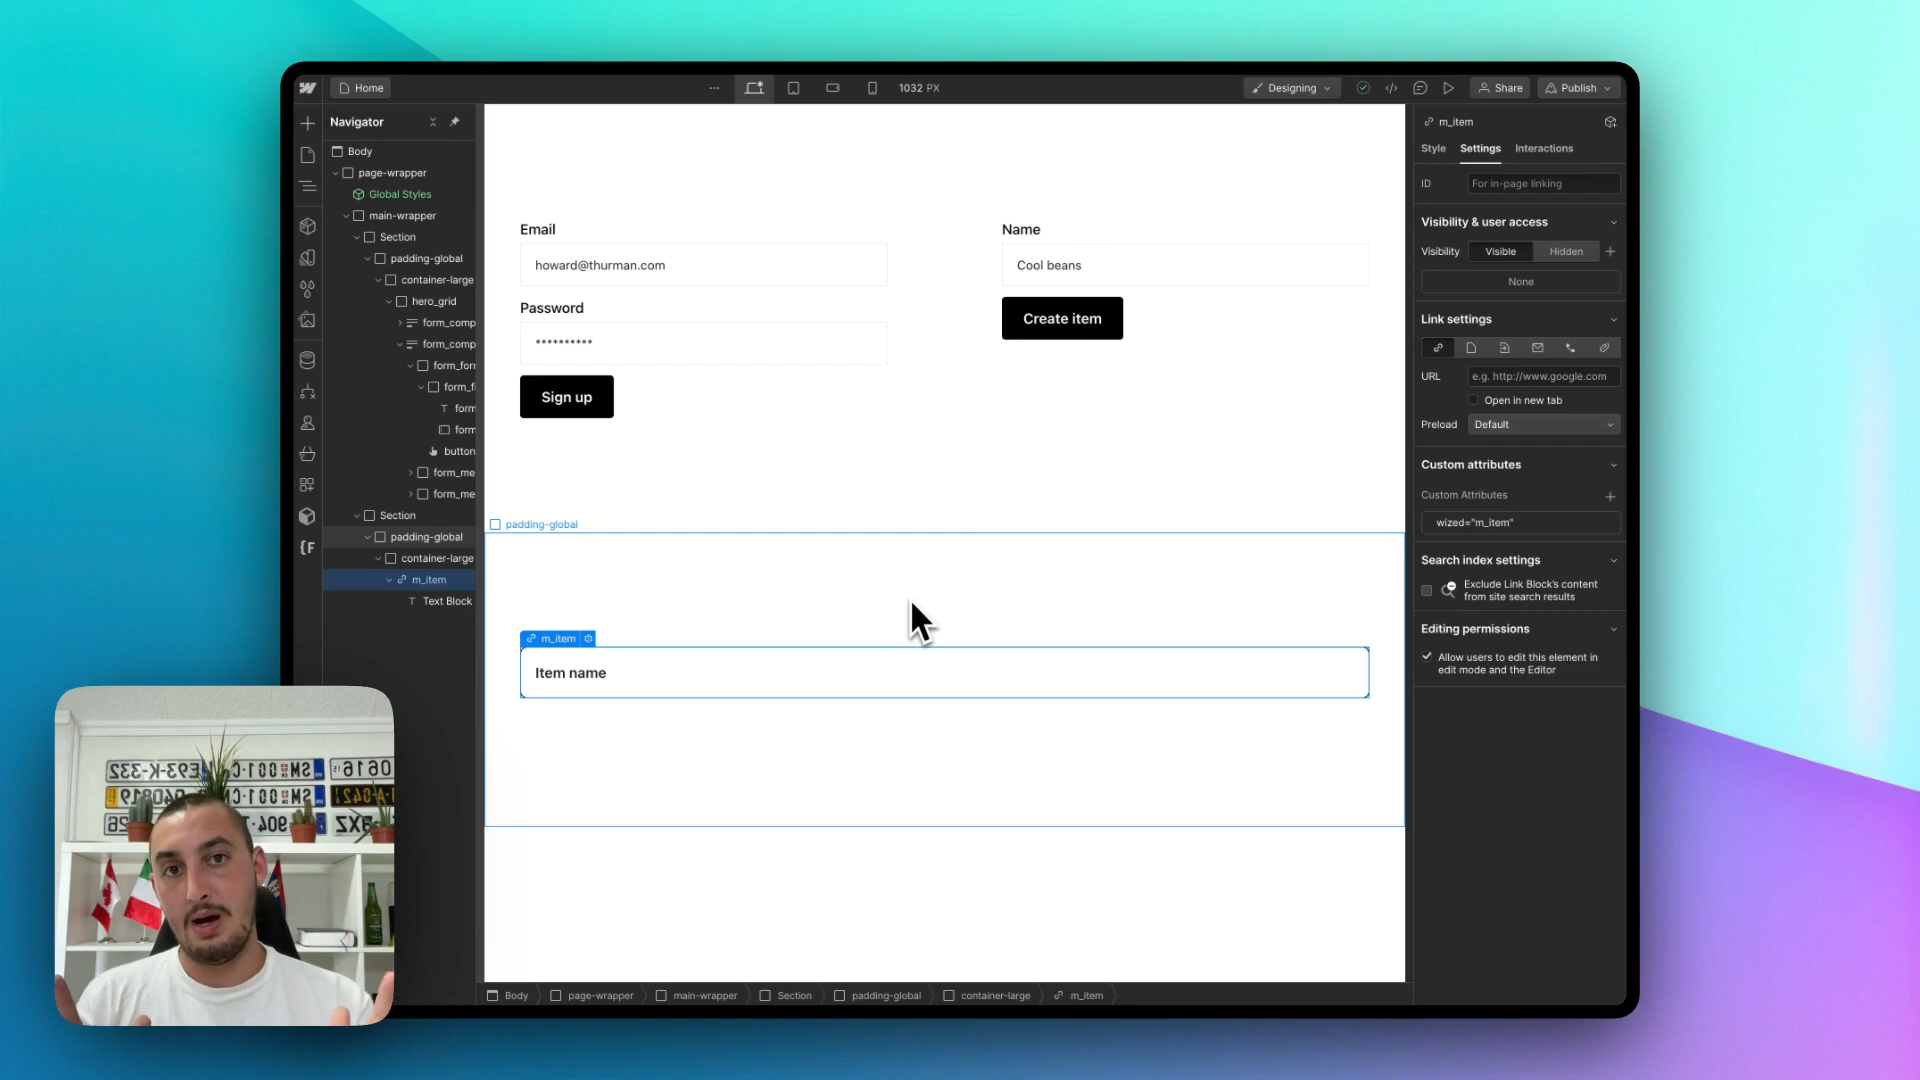 Home
1032 PX
Designing
Share
Publish
Navigator
Body
page-wrapper
Global Styles
main-wrapper
Section
padding-global
container-large
hero_grid
form_comp
form_comp
form_for
form_fi
form
form
button
form_me
form_me
Section
padding-global
container-large
m_item
Text Block
Email
howard@thurman.com
Password
**********
Sign up
Name
Cool beans
Create item
padding-global
m_item
Item name
Body
page-wrapper
main-wrapper
Section
padding-global
container-large
m_item
m_item
Style
Settings
Interactions
ID
For in-page linking
Visibility & user access
Visibility
Visible
Hidden
None
Link settings
URL
e.g. http://www.google.com
Open in new tab
Preload
Default
Custom attributes
Custom Attributes
wized="m_item"
Search index settings
Exclude Link Block's content
from site search results
Editing permissions
Allow users to edit this element in
edit mode and the Editor